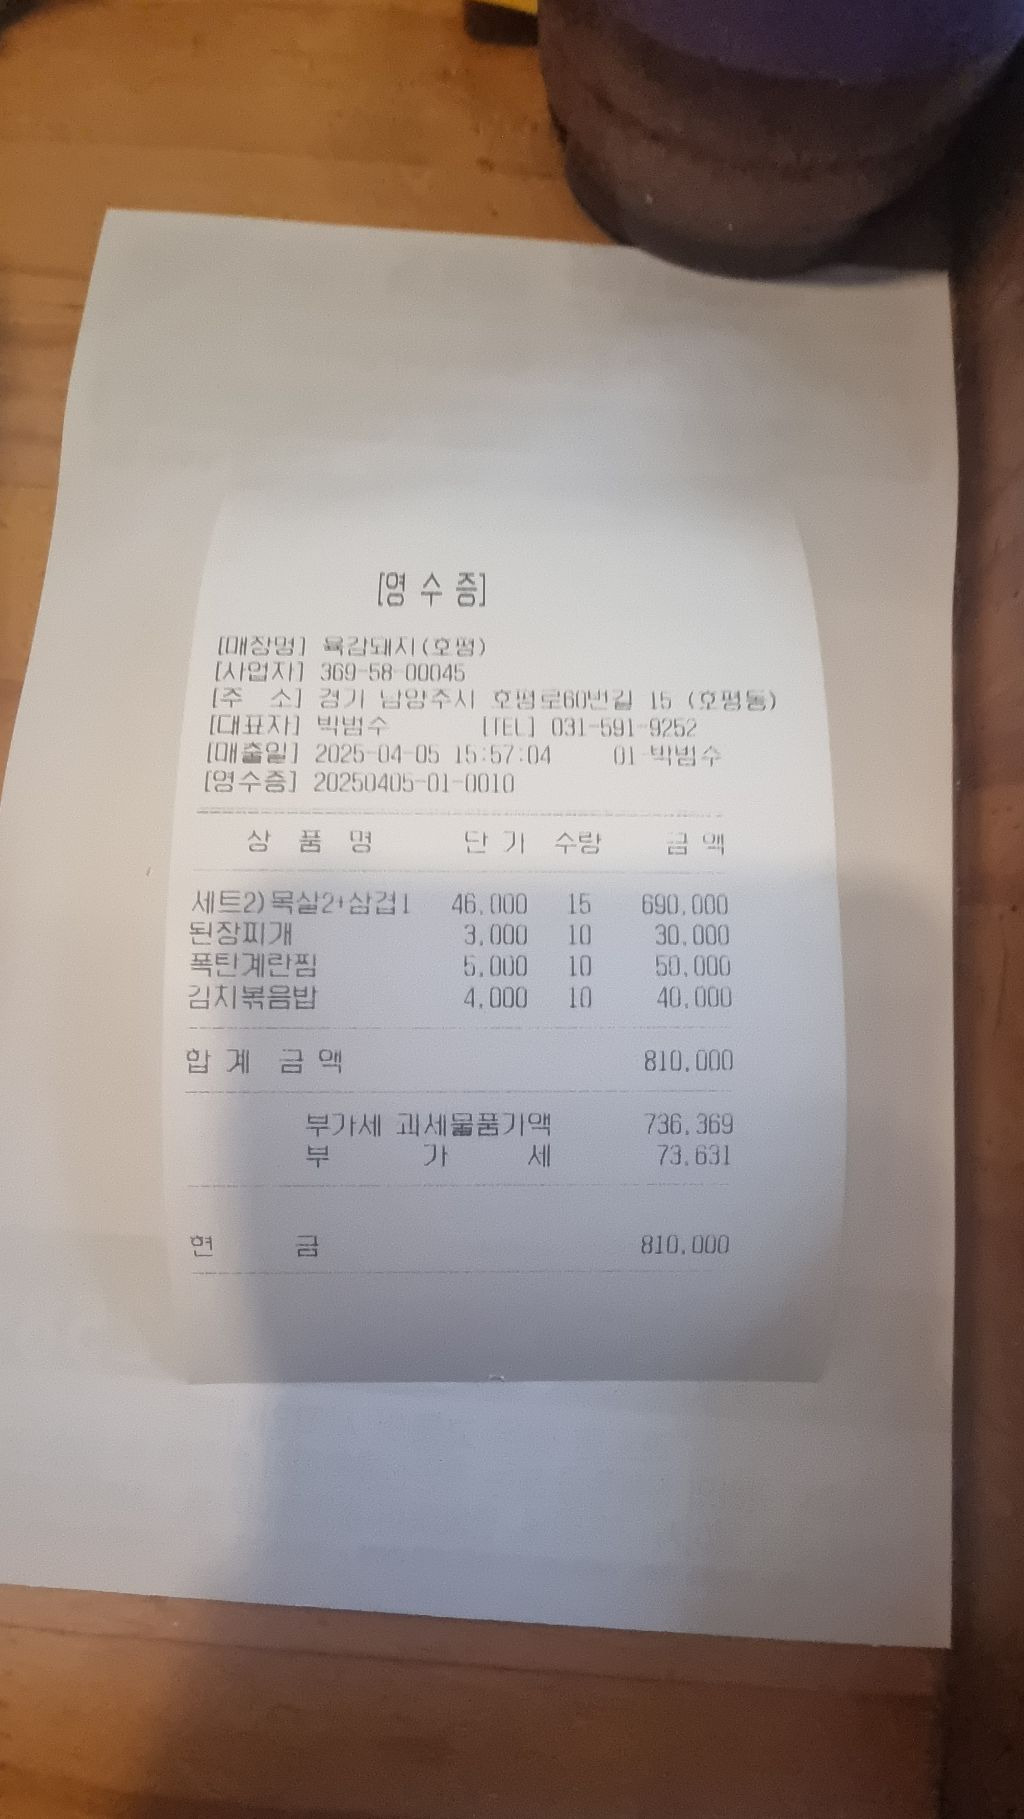 [영 수 증]
[매장명] 육감돼지(호평)
[사업자] 369-58-00045
[주 소] 경기 남양주시 호평로60번길 15 (호평동)
[대표자] 박범수 [TEL] 031-591-9252
[매출일] 2025-04-05 15:57:04 01-박범수
[영수증] 20250405-01-0010
상 품 명 단 가 수량 금 액
세트2)목살2+삼겹1 46,000 15 690,000
된장찌개 3,000 10 30,000
폭탄계란찜 5,000 10 50,000
김치볶음밥 4,000 10 40,000
합 계 금 액 810,000
부가세 과세물품가액 736,369
부 가 세 73,631
현 금 810,000